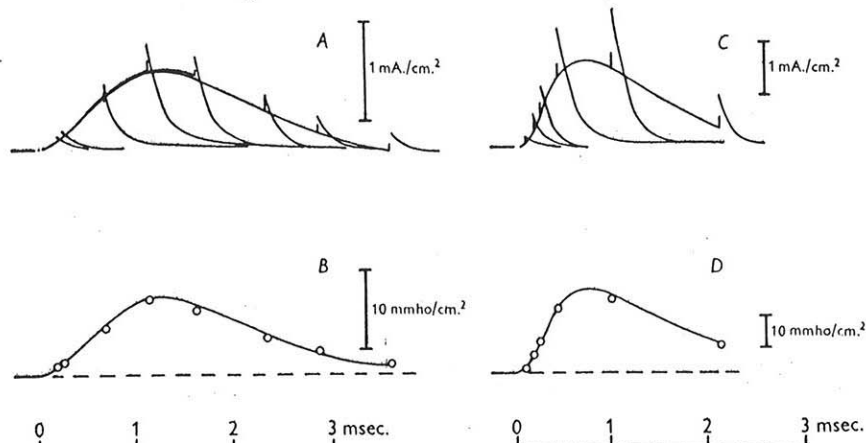 A
1 mA./cm.²
C
1 mA./cm.²
B
10 mmho/cm.²
D
10 mmho/cm.²
0 1 2 3 msec.
0 1 2 3 msec.